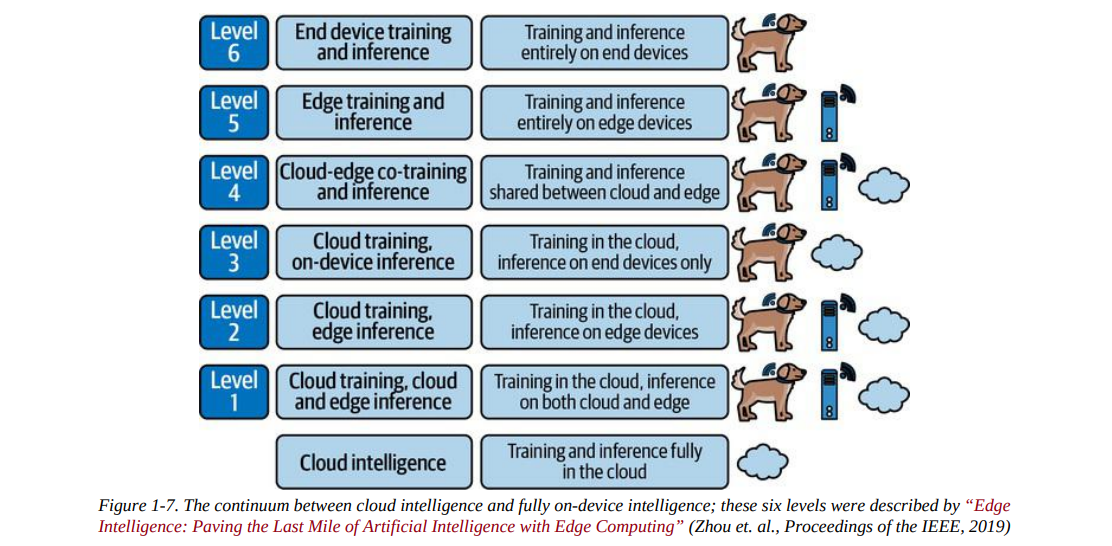 Level
6
End device training
and inference
Training and inference
entirely on end devices
Level
5
Edge training and
inference
Training and inference
entirely on edge devices
Level
4
Cloud-edge co-training
and inference
Training and inference
shared between cloud and edge
Level
3
Cloud training,
on-device inference
Training in the cloud,
inference on end devices only
Level
2
Cloud training,
edge inference
Training in the cloud,
inference on edge devices
Level
1
Cloud training, cloud
and edge inference
Training in the cloud, inference
on both cloud and edge
Cloud intelligence
Training and inference fully
in the cloud
Figure 1-7. The continuum between cloud intelligence and fully on-device intelligence; these six levels were described by “Edge
Intelligence: Paving the Last Mile of Artificial Intelligence with Edge Computing” (Zhou et. al., Proceedings of the IEEE, 2019)